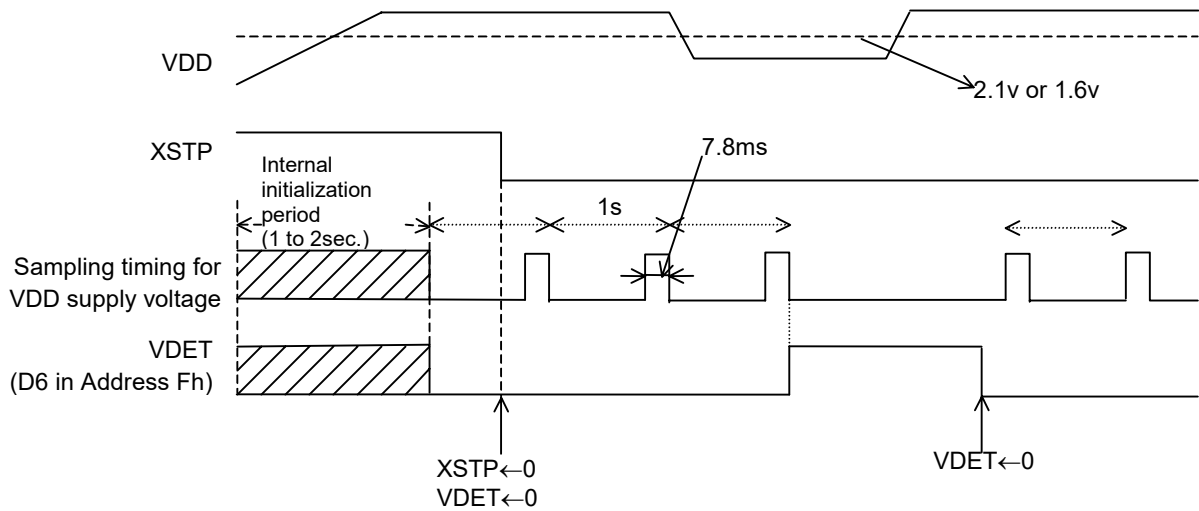 VDD
2.1v or 1.6v
XSTP
7.8ms
Internal
initialization
period
(1 to 2sec.)
1s
Sampling timing for
VDD supply voltage
VDET
(D6 in Address Fh)
XSTP←0
VDET←0
VDET←0